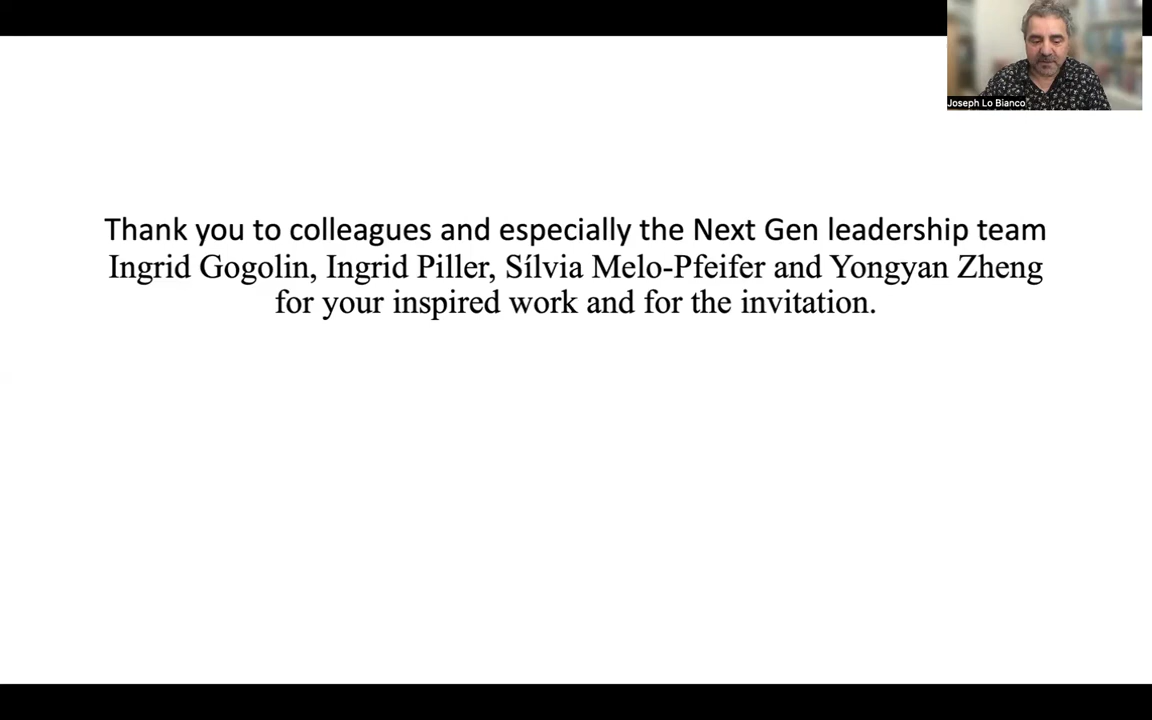 Joseph Lo Bianco
Thank you to colleagues and especially the Next Gen leadership team
Ingrid Gogolin, Ingrid Piller, Sílvia Melo-Pfeifer and Yongyan Zheng
for your inspired work and for the invitation.